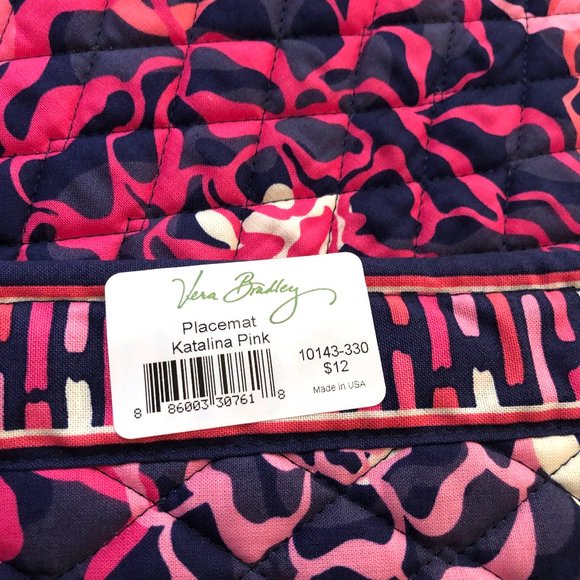 Vera Bradley
Placemat
Katalina Pink
10143-330
$12
Made in USA
8 86003 30761 8